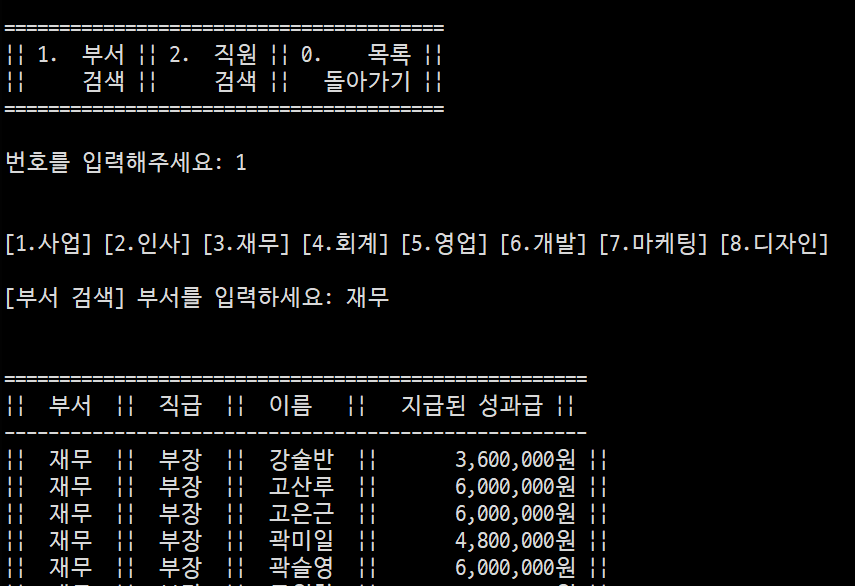 ========================================
|| 1.  부서 || 2.  직원 || 0.    목록 ||
||     검색 ||     검색 ||   돌아가기 ||
========================================
번호를 입력해주세요: 1
[1.사업] [2.인사] [3.재무] [4.회계] [5.영업] [6.개발] [7.마케팅] [8.디자인]
[부서 검색] 부서를 입력하세요: 재무
=====================================================
||  부서  ||  직급  ||  이름   ||   지급된 성과급 ||
-----------------------------------------------------
||  재무  ||  부장  ||  강술반  ||       3,600,000원 ||
||  재무  ||  부장  ||  고산루  ||       6,000,000원 ||
||  재무  ||  부장  ||  고은근  ||       6,000,000원 ||
||  재무  ||  부장  ||  곽미일  ||       4,800,000원 ||
||  재무  ||  부장  ||  곽슬영  ||       6,000,000원 ||